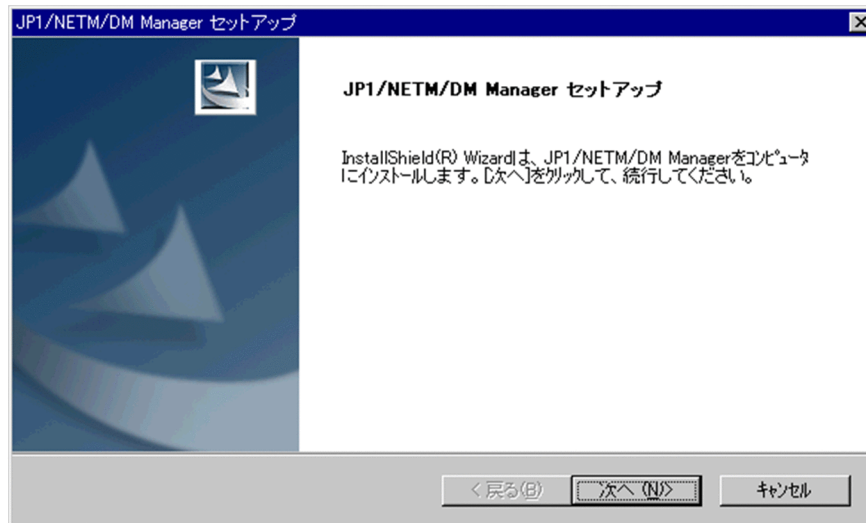 JP1/NETM/DM Manager セットアップ
JP1/NETM/DM Manager セットアップ
InstallShield(R) Wizardは、JP1/NETM/DM Managerをｺﾝﾋﾟｭｰﾀ
にインストールします。[次へ]をｸﾘｯｸして、続行してください。
< 戻る(B)
次へ (N)>
ｷｬﾝｾﾙ